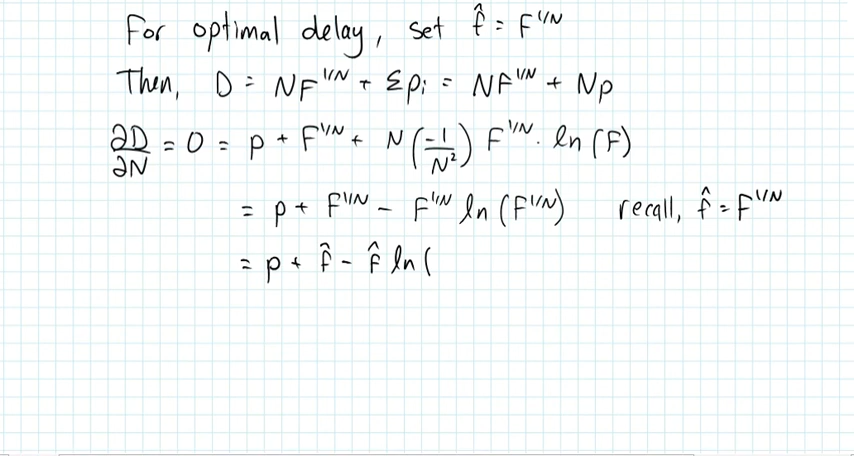 For optimal delay, set f̂ = F^(1/N)
Then, D = NF^(1/N) + Σpᵢ = NF^(1/N) + Np
∂D/∂N = 0 = p + F^(1/N) + N(-1/N²) F^(1/N) · ln(F)
= p + F^(1/N) - F^(1/N) ln(F^(1/N)) recall, f̂ = F^(1/N)
= p + f̂ - f̂ ln(